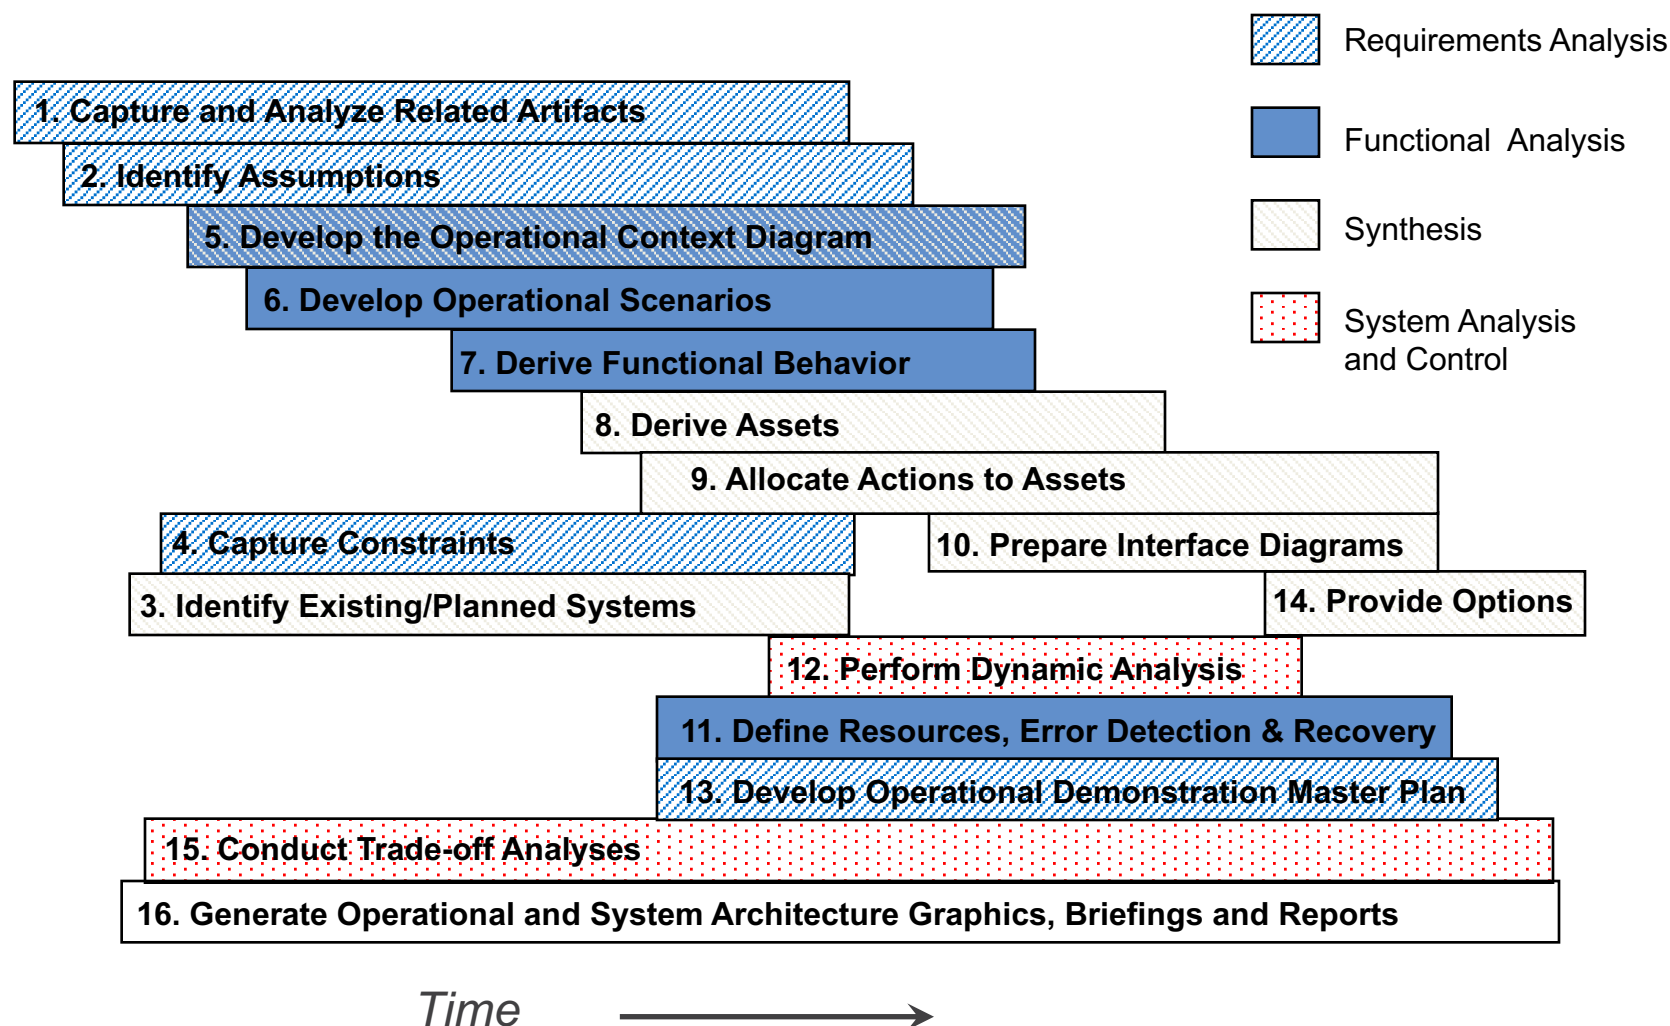 Requirements Analysis
Functional Analysis
Synthesis
System Analysis
and Control
1. Capture and Analyze Related Artifacts
2. Identify Assumptions
5. Develop the Operational Context Diagram
6. Develop Operational Scenarios
7. Derive Functional Behavior
8. Derive Assets
9. Allocate Actions to Assets
4. Capture Constraints
10. Prepare Interface Diagrams
3. Identify Existing/Planned Systems
14. Provide Options
12. Perform Dynamic Analysis
11. Define Resources, Error Detection & Recovery
13. Develop Operational Demonstration Master Plan
15. Conduct Trade-off Analyses
16. Generate Operational and System Architecture Graphics, Briefings and Reports
Time